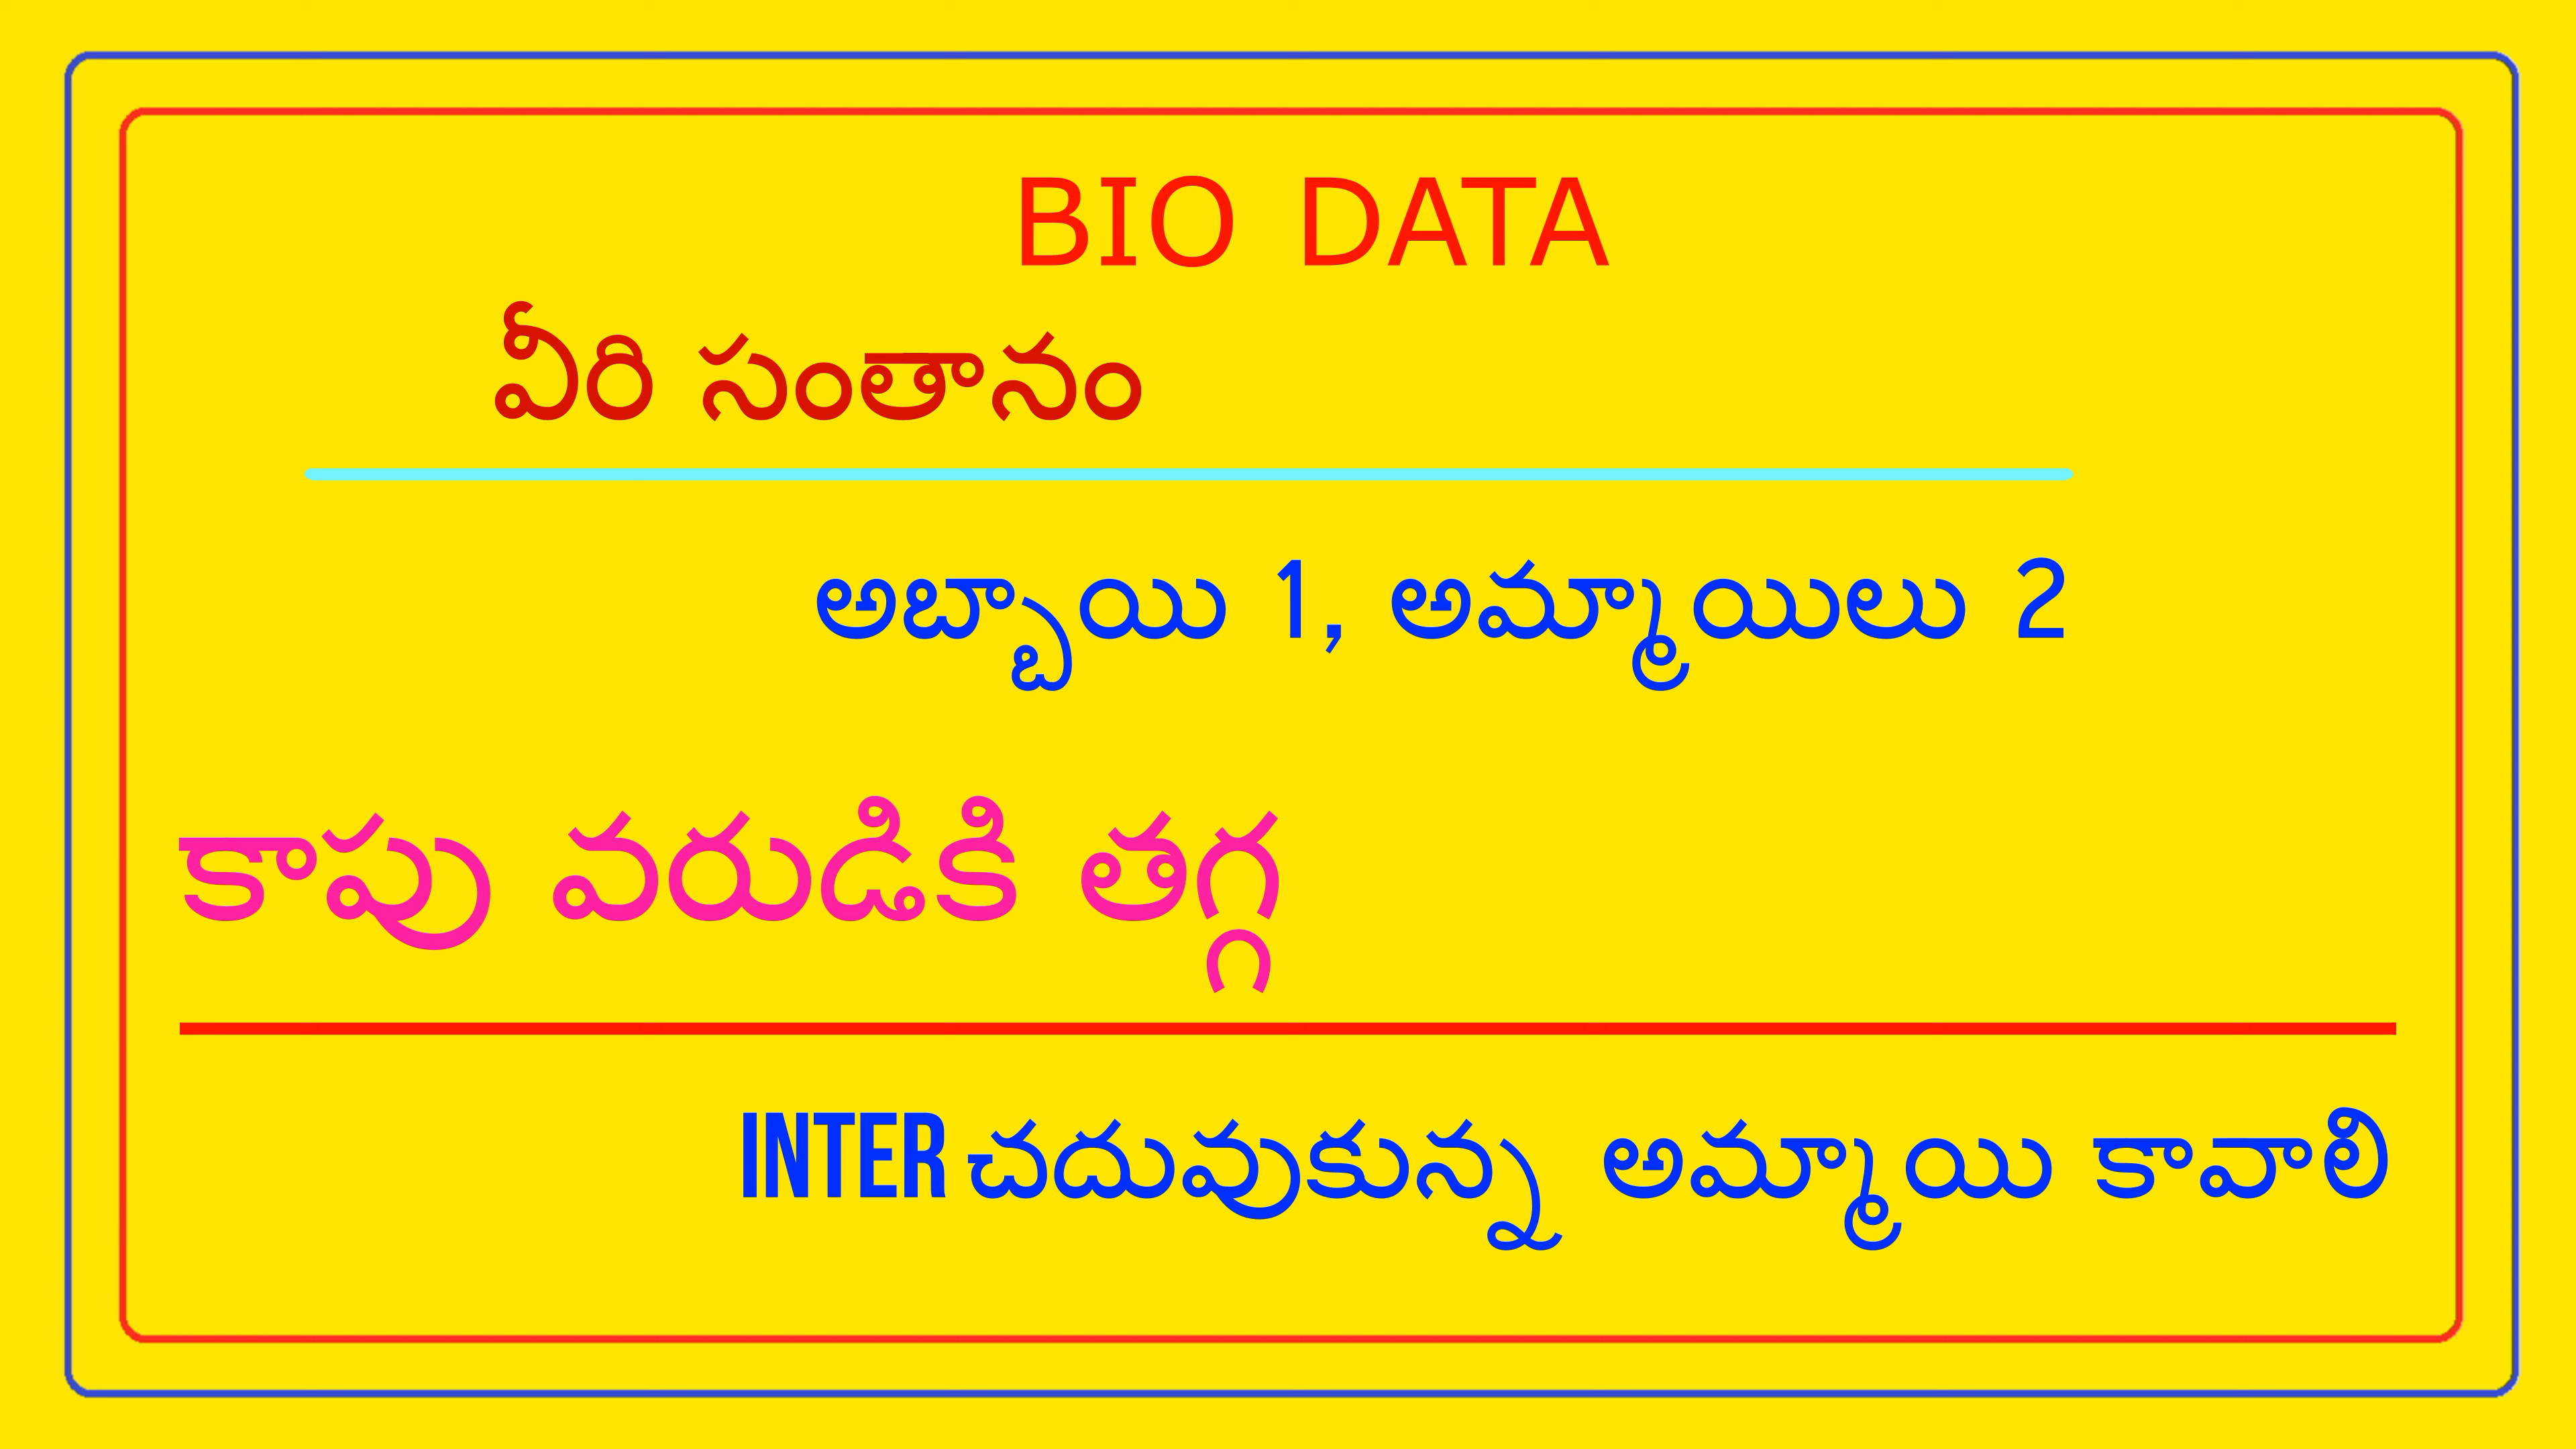 BIO DATA
వీరి సంతానం
అబ్బాయి 1, అమ్మాయిలు 2
కాపు వరుడికి తగ్గ
INTER చదువుకున్న అమ్మాయి కావాలి